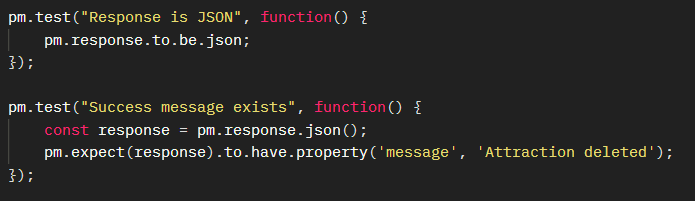 pm.test("Response is JSON", function() {
    pm.response.to.be.json;
});

pm.test("Success message exists", function() {
    const response = pm.response.json();
    pm.expect(response).to.have.property('message', 'Attraction deleted');
});